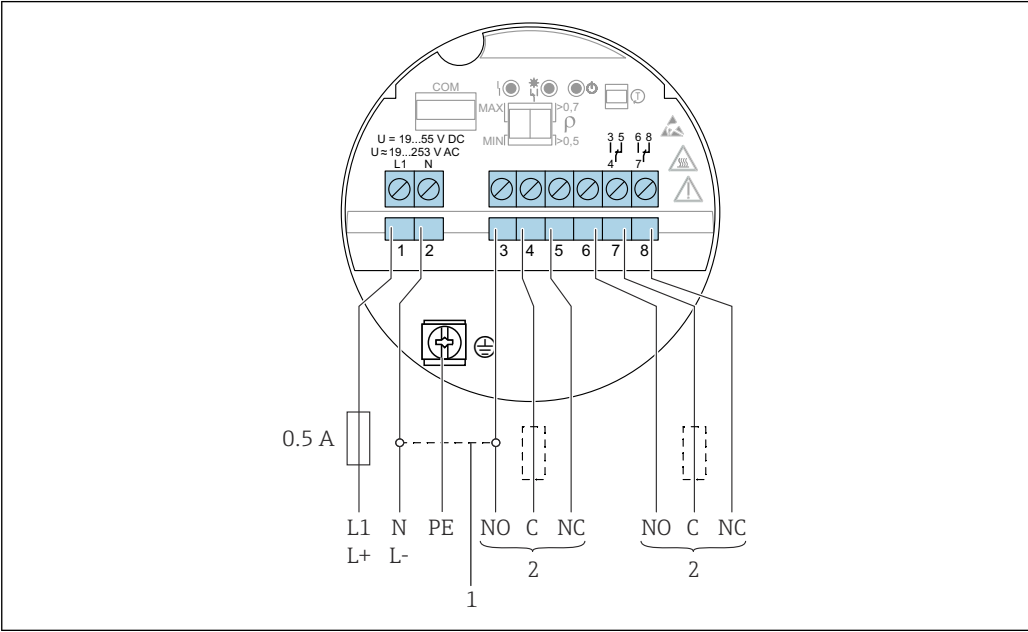 COM
MAX
>0,7
ρ
MIN
>0,5
T
U = 19...55 V DC
U ≈ 19...253 V AC
L1 N
3 5 6 8
4 7
1 2 3 4 5 6 7 8
0.5 A
L1 N PE NO C NC NO C NC
L+ L- 2 2
1